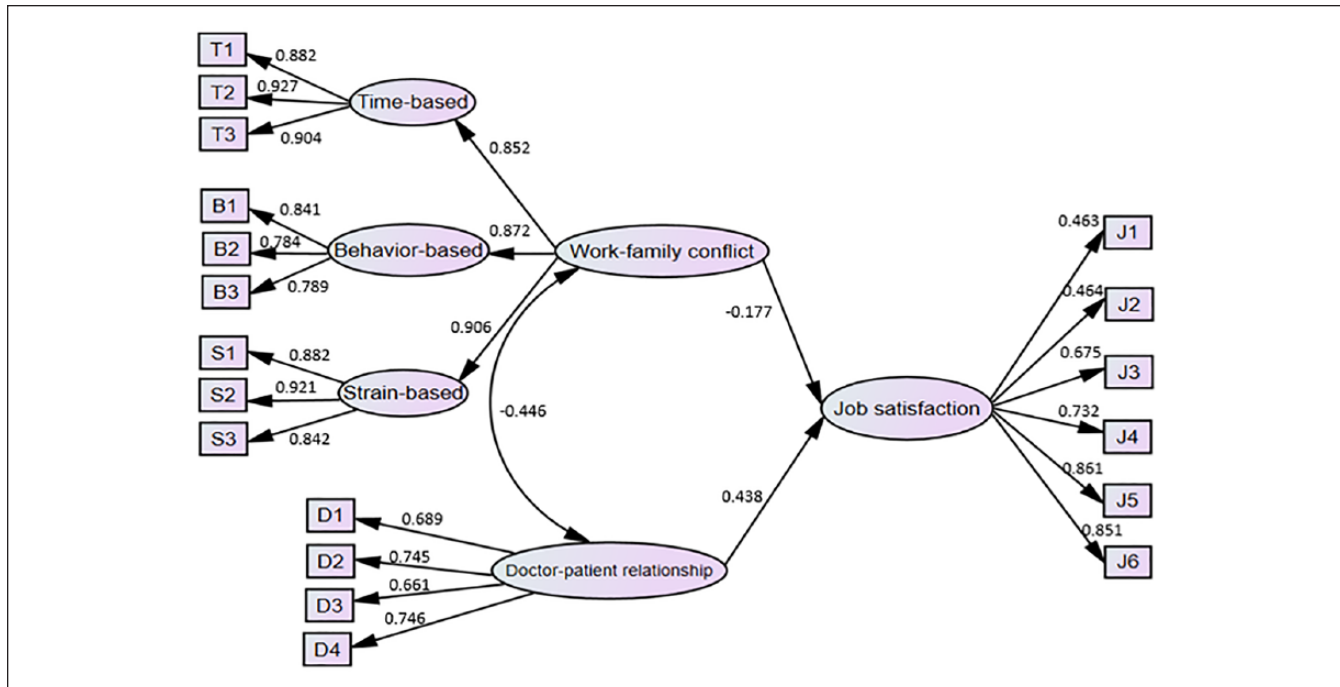 T1
0.882
T2
0.927
T3
0.904
Time-based
0.852
B1
0.841
B2
0.784
B3
0.789
Behavior-based
0.872
Work-family conflict
S1
0.882
S2
0.921
S3
0.842
Strain-based
0.906
-0.446
-0.177
D1
0.689
D2
0.745
D3
0.661
D4
0.746
Doctor-patient relationship
0.438
Job satisfaction
0.463
J1
0.464
J2
0.675
J3
0.732
J4
0.861
J5
0.851
J6